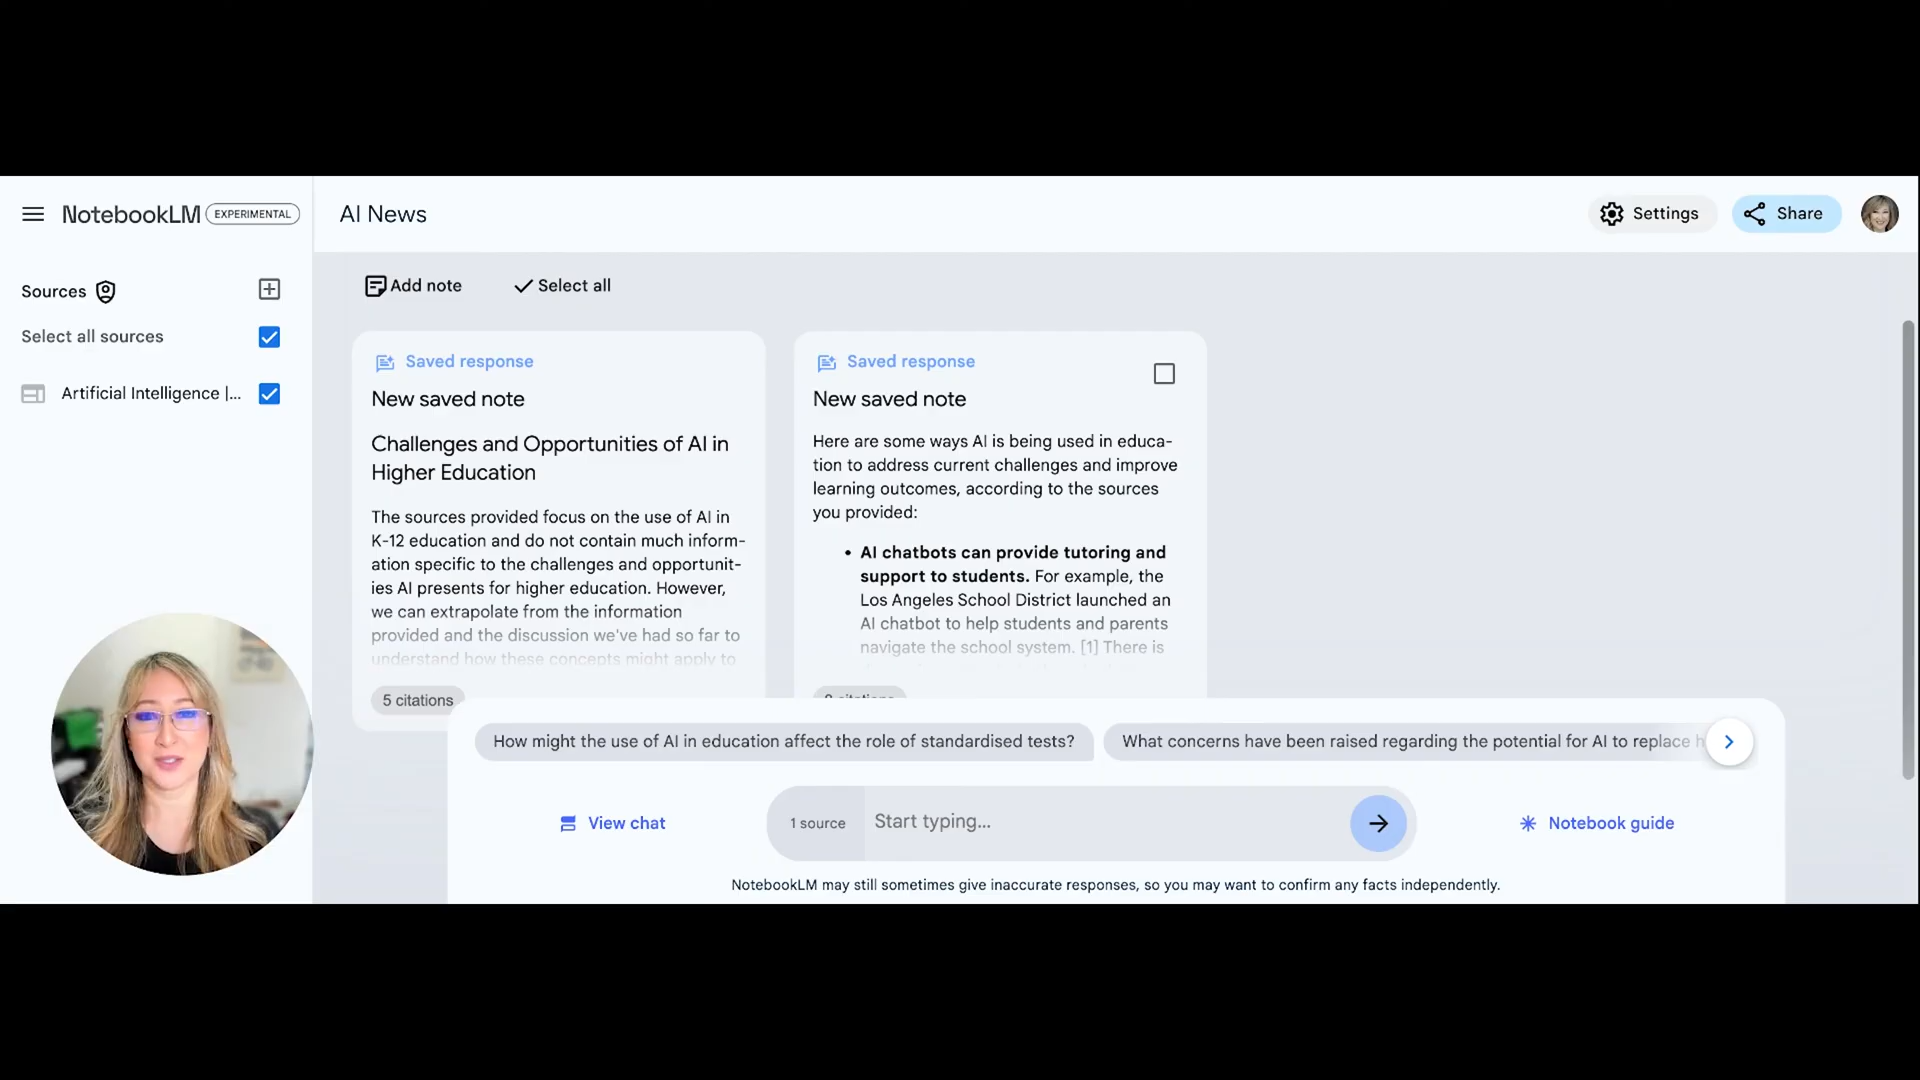 NotebookLM
EXPERIMENTAL
AI News
Settings
Share
Sources
Select all sources
Artificial Intelligence |...
Add note
Select all
Saved response
New saved note
Challenges and Opportunities of AI in
Higher Education
The sources provided focus on the use of AI in
K-12 education and do not contain much inform-
ation specific to the challenges and opportunit-
ies AI presents for higher education. However,
we can extrapolate from the information
provided and the discussion we've had so far to
understand how these concepts might apply to
5 citations
Saved response
New saved note
Here are some ways AI is being used in educa-
tion to address current challenges and improve
learning outcomes, according to the sources
you provided:
• AI chatbots can provide tutoring and
support to students. For example, the
Los Angeles School District launched an
AI chatbot to help students and parents
navigate the school system. [1] There is
citations
How might the use of AI in education affect the role of standardised tests?
What concerns have been raised regarding the potential for AI to replace
View chat
1 source
Start typing...
Notebook guide
NotebookLM may still sometimes give inaccurate responses, so you may want to confirm any facts independently.